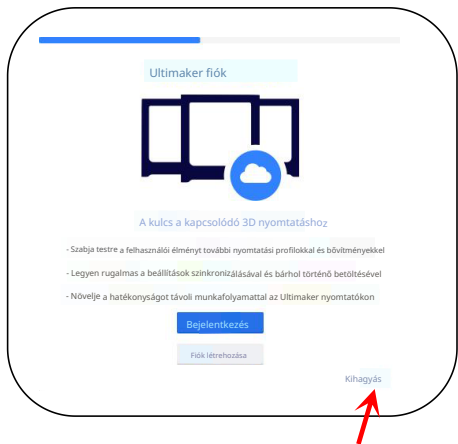 Ultimaker fiók
A kulcs a kapcsolódó 3D nyomtatáshoz
- Szabja testre a felhasználói élményt további nyomtatási profilokkal és bővítményekkel
- Legyen rugalmas a beállítások szinkronizálásával és bárhol történő betöltésével
- Növelje a hatékonyságot távoli munkafolyamattal az Ultimaker nyomtatókon
Bejelentkezés
Fiók létrehozása
Kihagyás